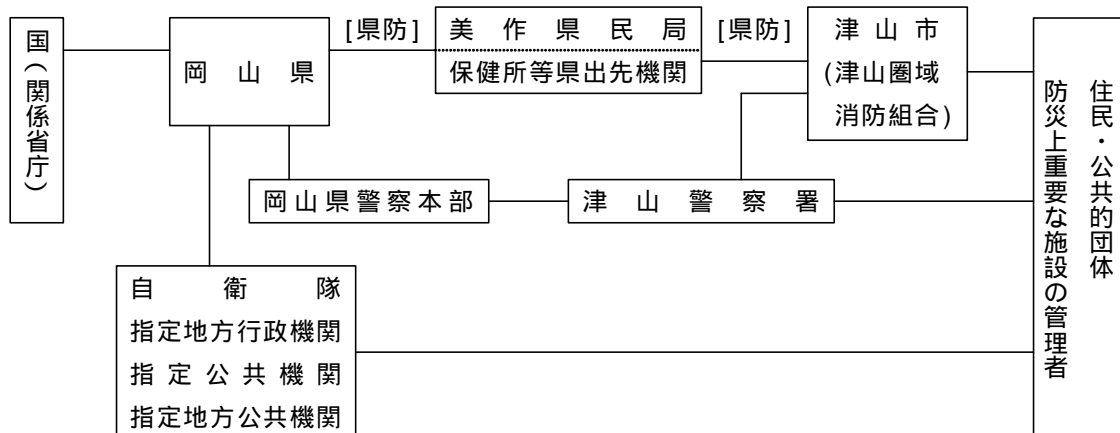 国(関係省庁)
岡山県
[県防]
美作県民局
保健所等県出先機関
[県防]
津山市
(津山圏域
消防組合)
住民・公共的団体
防災上重要な施設の管理者
岡山県警察本部
津山警察署
自衛隊
指定地方行政機関
指定公共機関
指定地方公共機関